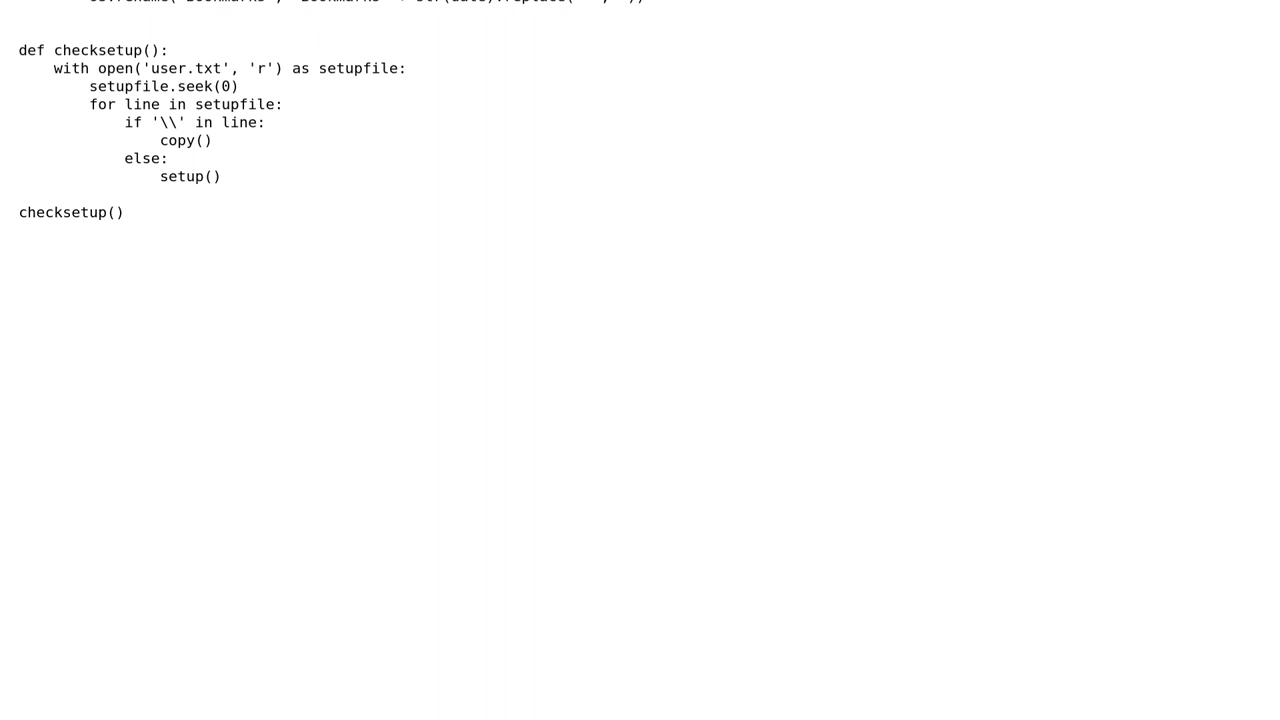 def checksetup():
    with open('user.txt', 'r') as setupfile:
        setupfile.seek(0)
        for line in setupfile:
            if '\\' in line:
                copy()
            else:
                setup()
checksetup()